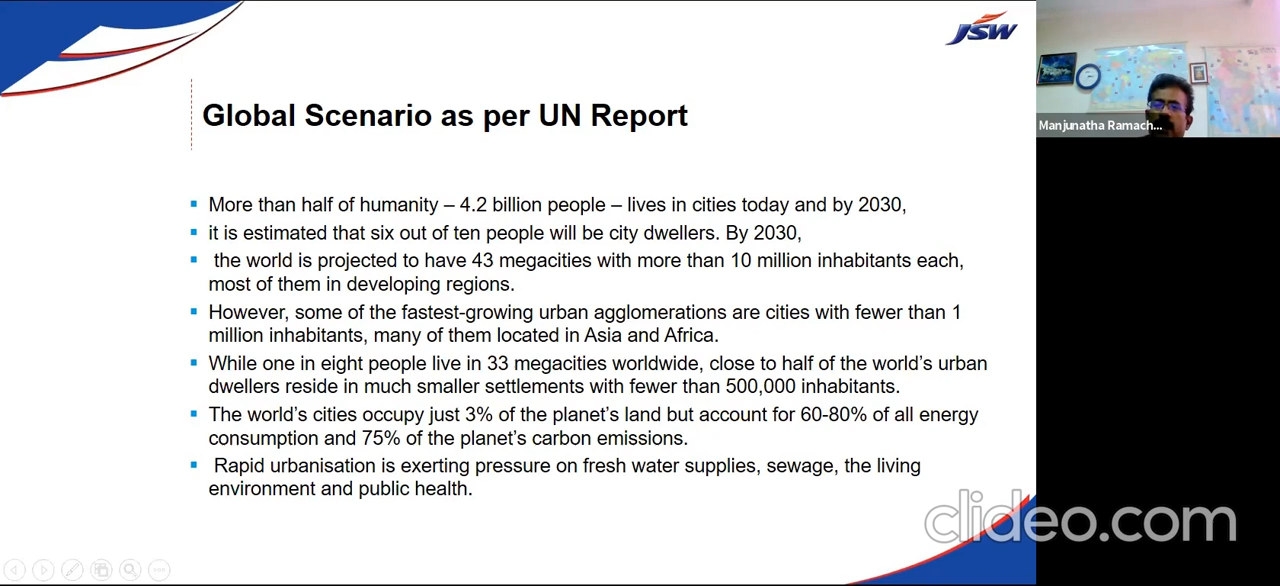 JSW
Manjunatha Ramach...
Global Scenario as per UN Report
More than half of humanity – 4.2 billion people – lives in cities today and by 2030,
it is estimated that six out of ten people will be city dwellers. By 2030,
the world is projected to have 43 megacities with more than 10 million inhabitants each,
most of them in developing regions.
However, some of the fastest-growing urban agglomerations are cities with fewer than 1
million inhabitants, many of them located in Asia and Africa.
While one in eight people live in 33 megacities worldwide, close to half of the world’s urban
dwellers reside in much smaller settlements with fewer than 500,000 inhabitants.
The world’s cities occupy just 3% of the planet’s land but account for 60-80% of all energy
consumption and 75% of the planet’s carbon emissions.
Rapid urbanisation is exerting pressure on fresh water supplies, sewage, the living
environment and public health.
clideo.com